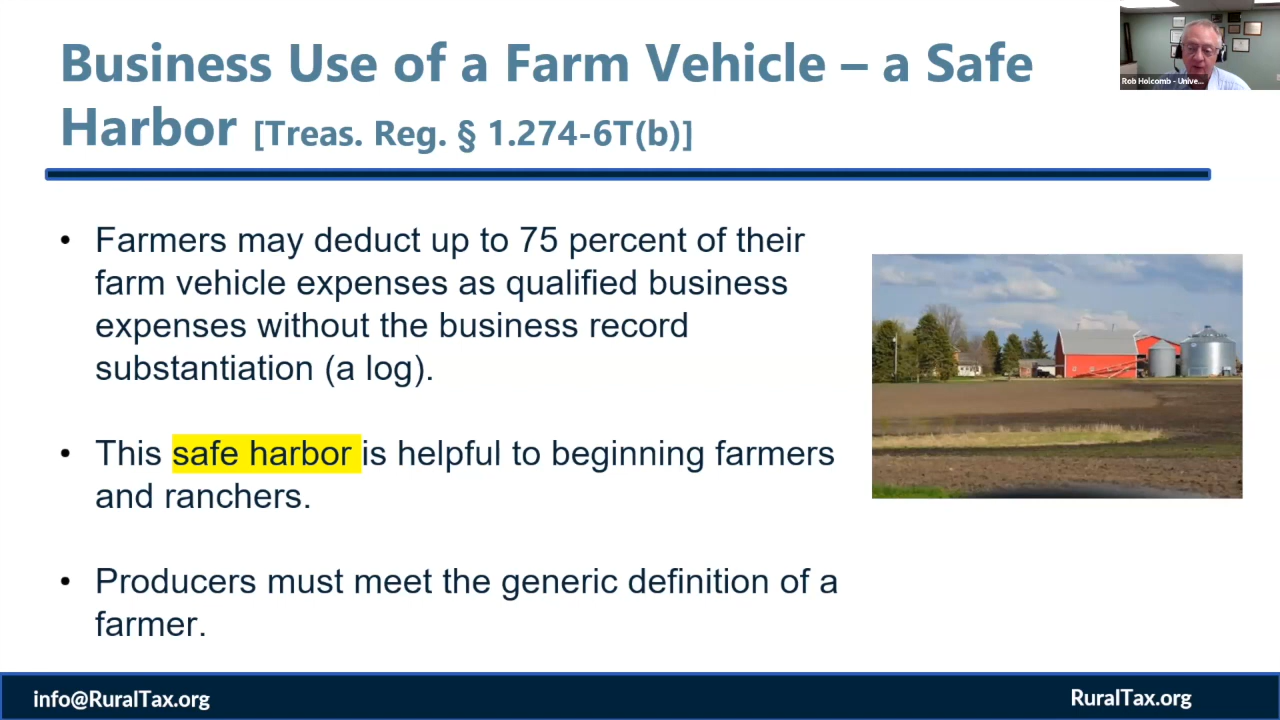 Business Use of a Farm Vehicle – a Safe
Harbor [Treas. Reg. § 1.274-6T(b)]
Rob Holcomb - Unive...
• Farmers may deduct up to 75 percent of their
farm vehicle expenses as qualified business
expenses without the business record
substantiation (a log).
• This safe harbor is helpful to beginning farmers
and ranchers.
• Producers must meet the generic definition of a
farmer.
info@RuralTax.org
RuralTax.org